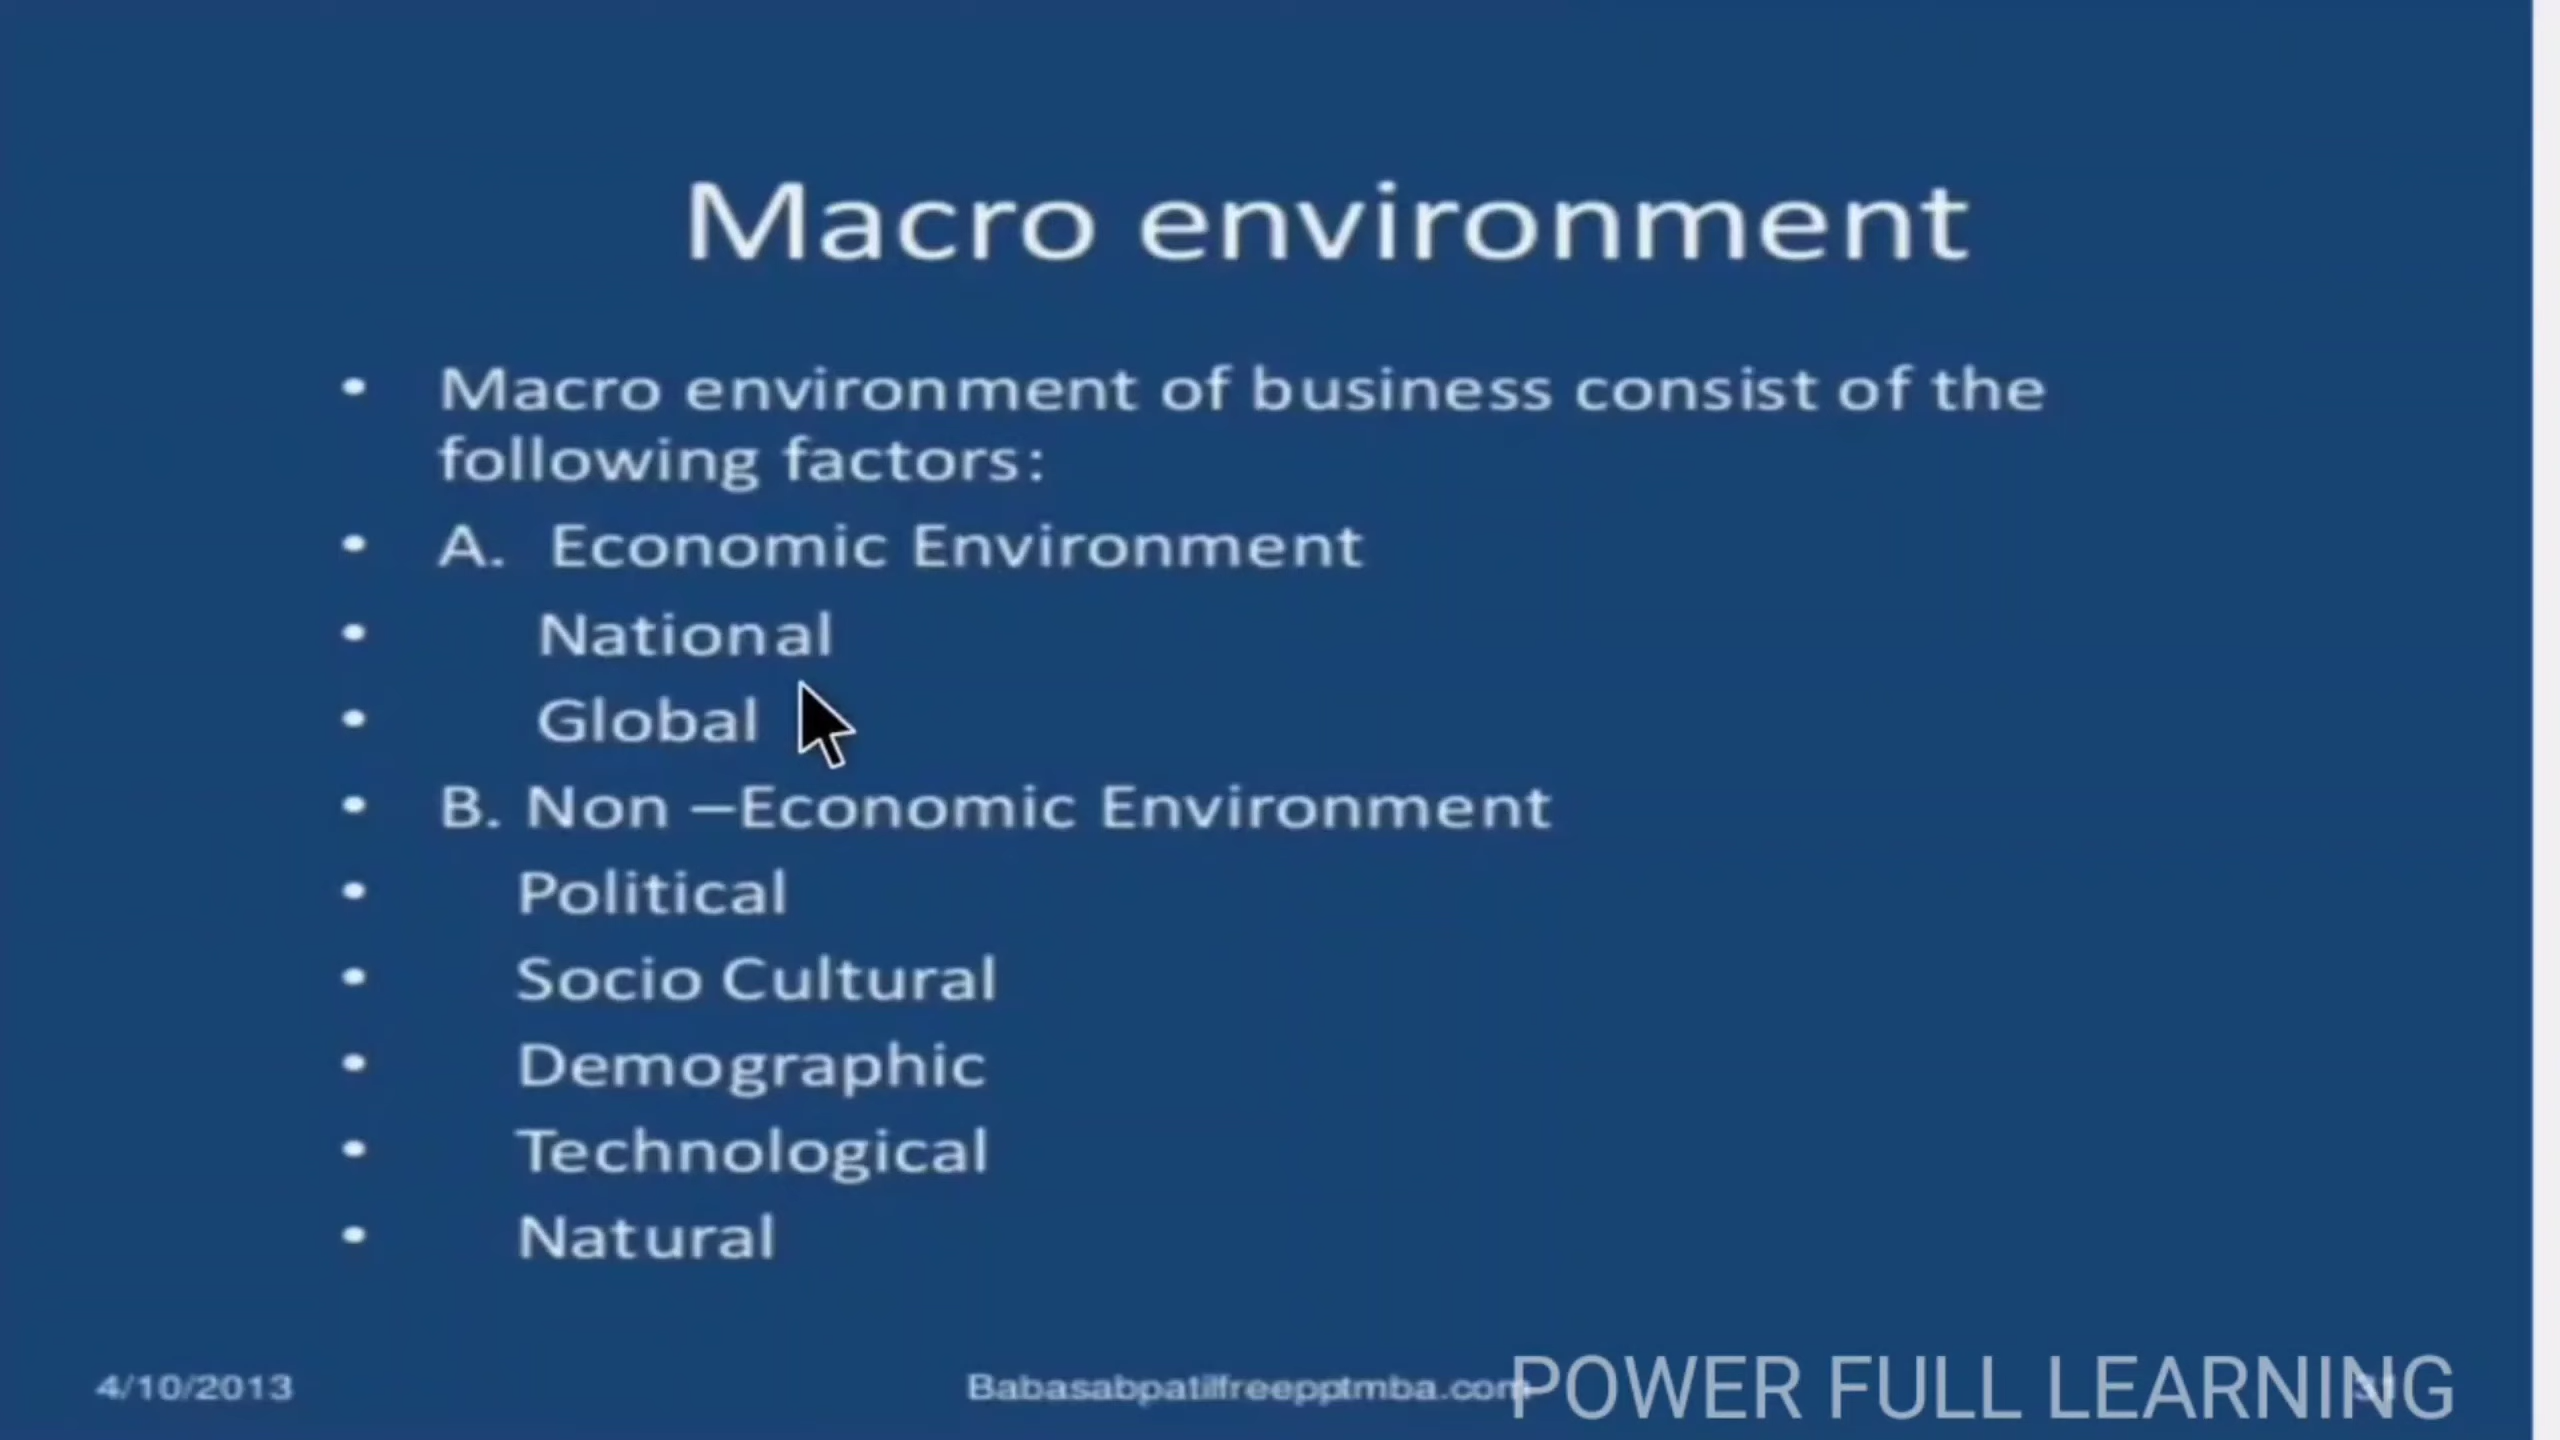 Macro environment
• Macro environment of business consist of the
following factors:
• A. Economic Environment
• National
• Global
• B. Non –Economic Environment
• Political
• Socio Cultural
• Demographic
• Technological
• Natural
4/10/2013
Babasabpatilfreepptmba.com
POWER FULL LEARNING